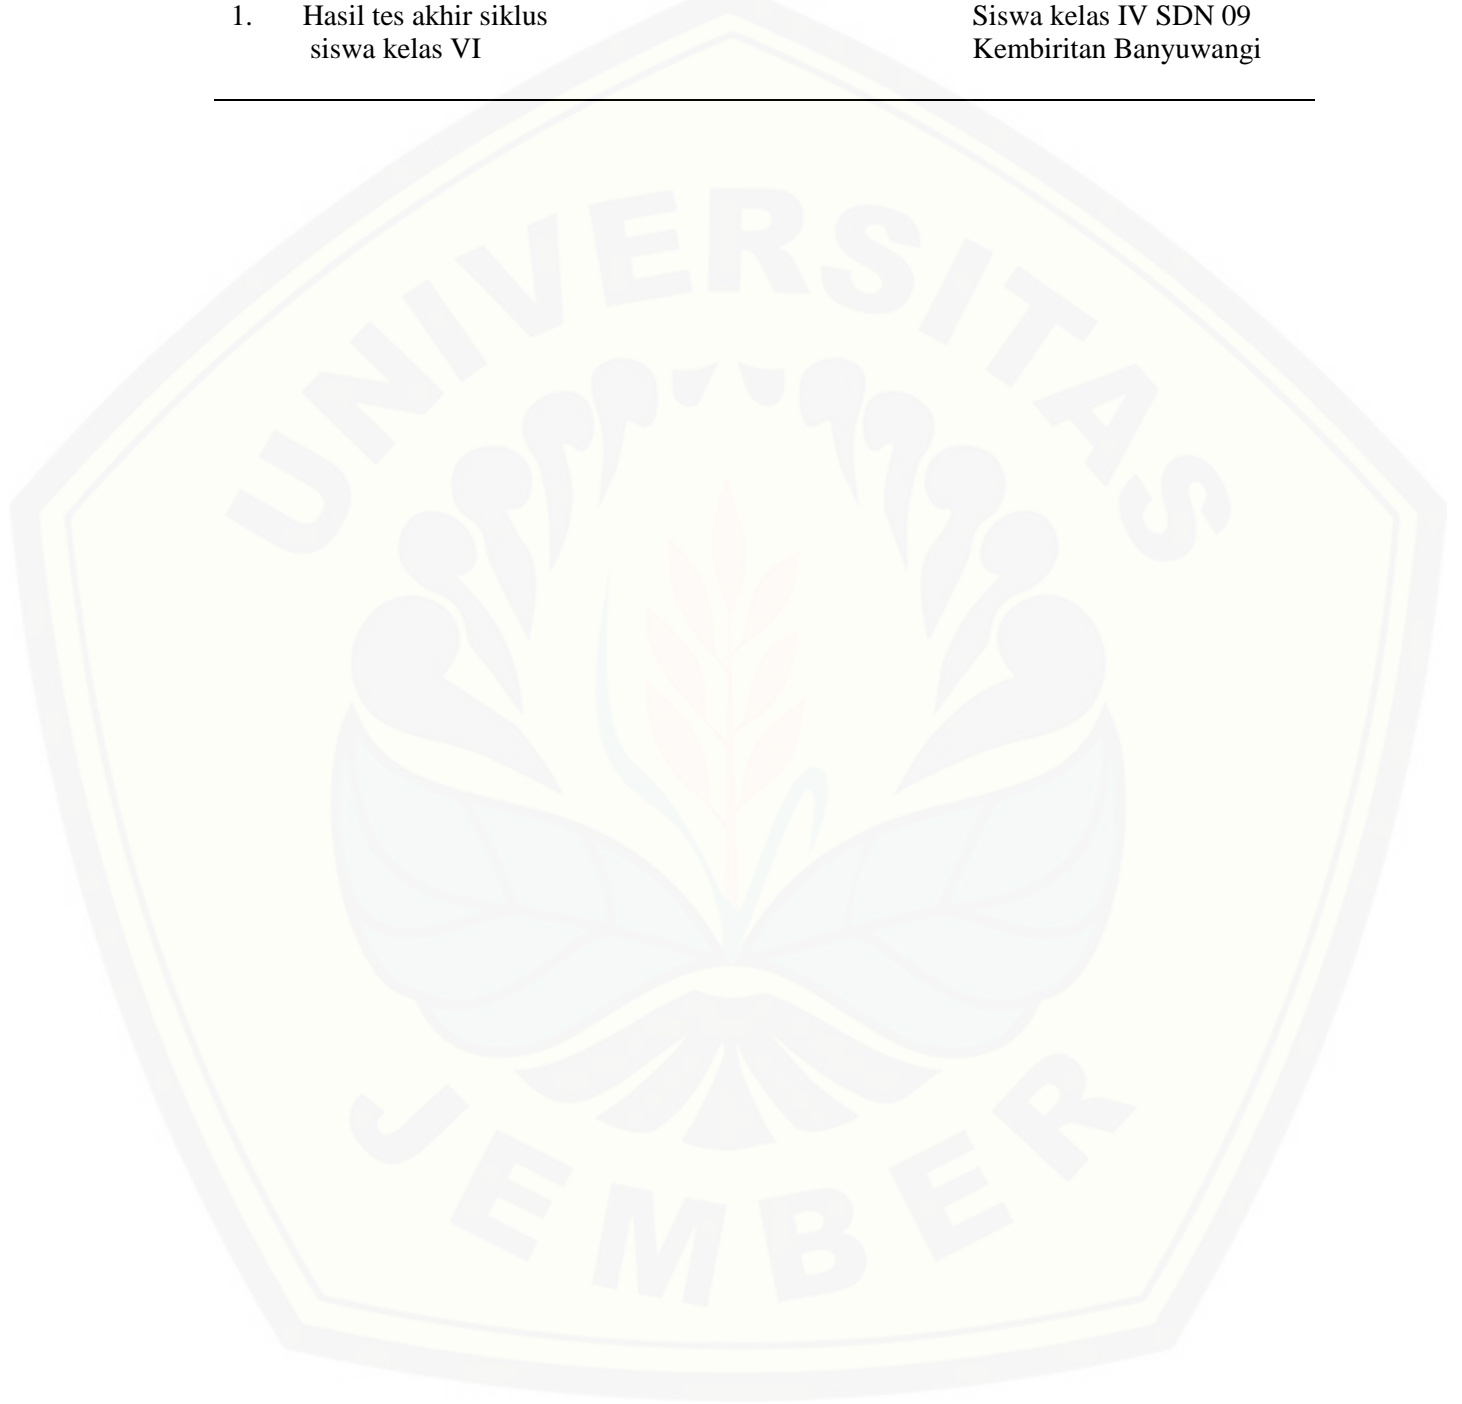 1. Hasil tes akhir siklus Siswa kelas IV SDN 09
siswa kelas VI Kembiritan Banyuwangi
UNIVERSITAS
JEMBER